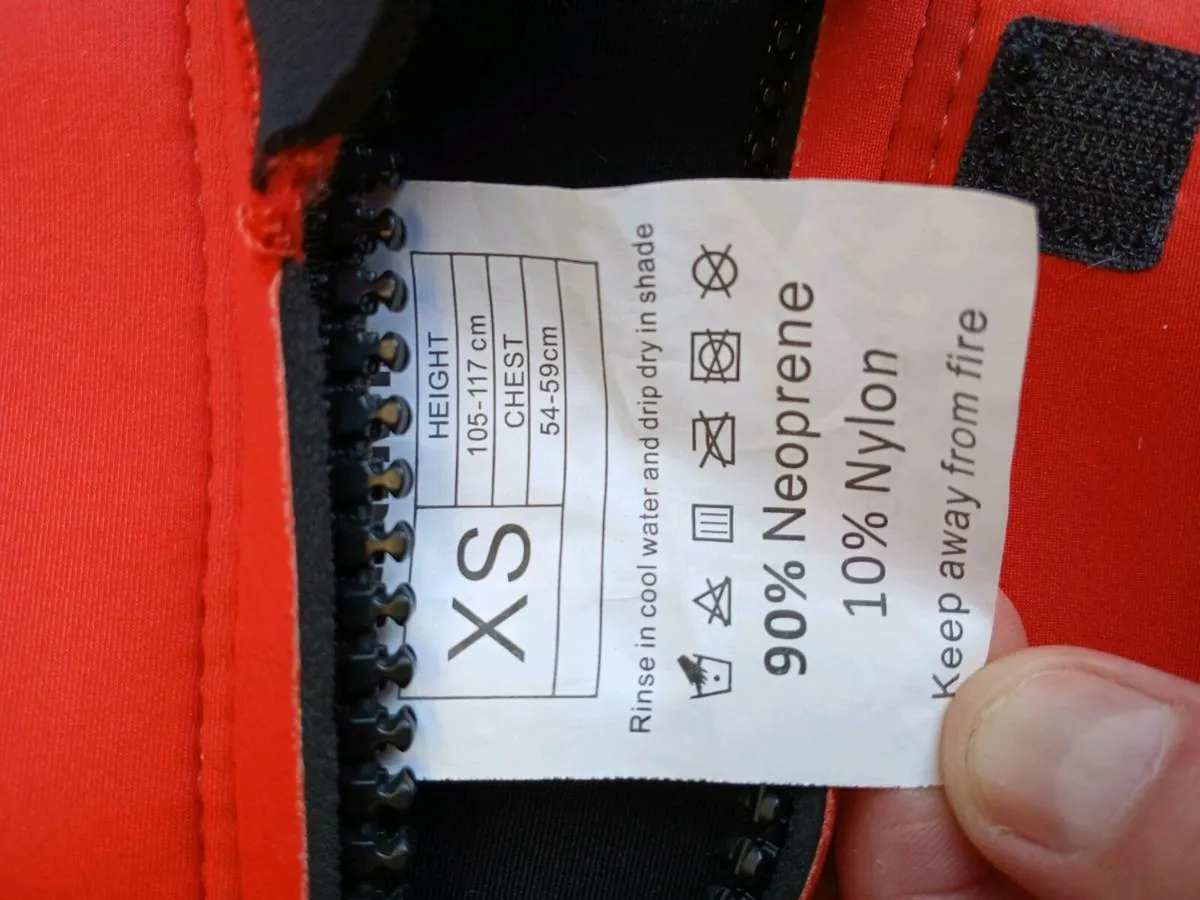 XS
HEIGHT
105-117 cm
CHEST
54-59cm
Rinse in cool water and drip dry in shade
90% Neoprene
10% Nylon
Keep away from fire